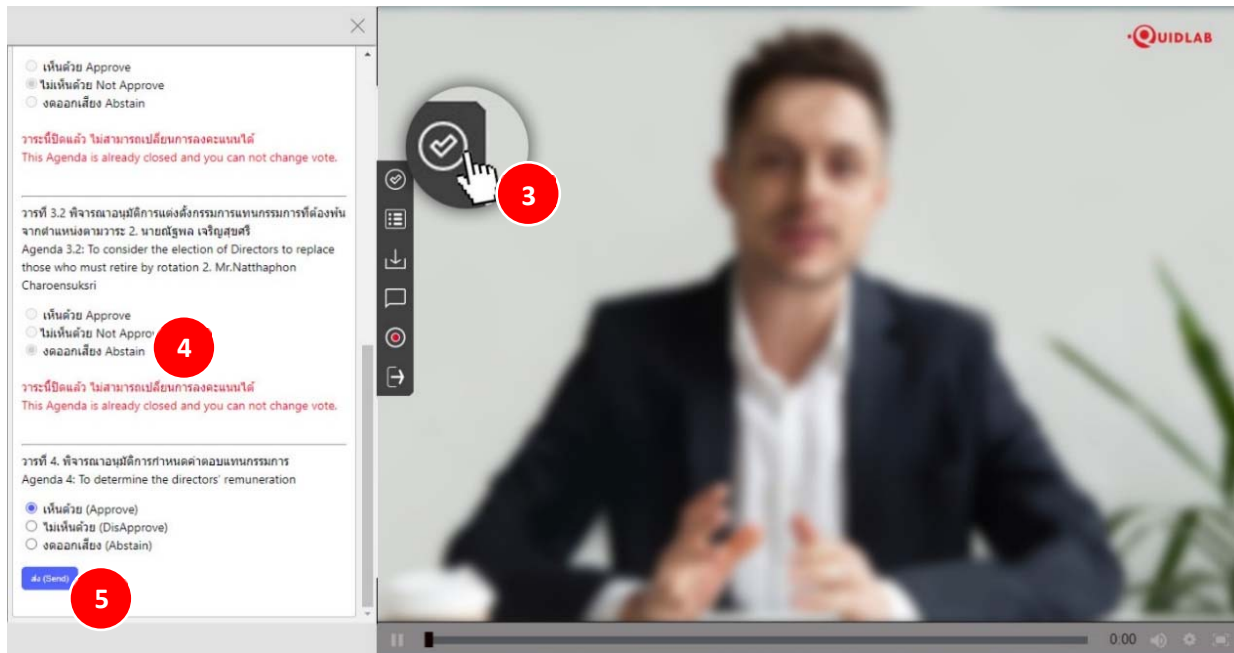 เห็นด้วย Approve
ไม่เห็นด้วย Not Approve
งดออกเสียง Abstain
วาระนี้ปิดแล้ว ไม่สามารถเปลี่ยนการลงคะแนนได้
This Agenda is already closed and you can not change vote.
วารที่ 3.2 พิจารณาอนุมัติการแต่งตั้งกรรมการแทนกรรมการที่ต้องพ้น
จากตำแหน่งตามวาระ 2. นายณัฐพล เจริญสุขศรี
Agenda 3.2: To consider the election of Directors to replace
those who must retire by rotation 2. Mr.Natthaphon
Charoensuksri
เห็นด้วย Approve
ไม่เห็นด้วย Not Approv
งดออกเสียง Abstain
4
วาระนี้ปิดแล้ว ไม่สามารถเปลี่ยนการลงคะแนนได้
This Agenda is already closed and you can not change vote.
วารที่ 4. พิจารณาอนุมัติการกำหนดค่าตอบแทนกรรมการ
Agenda 4: To determine the directors' remuneration
เห็นด้วย (Approve)
ไม่เห็นด้วย (DisApprove)
งดออกเสียง (Abstain)
ส่ง (Send)
5
QUIDLAB
3
0:00